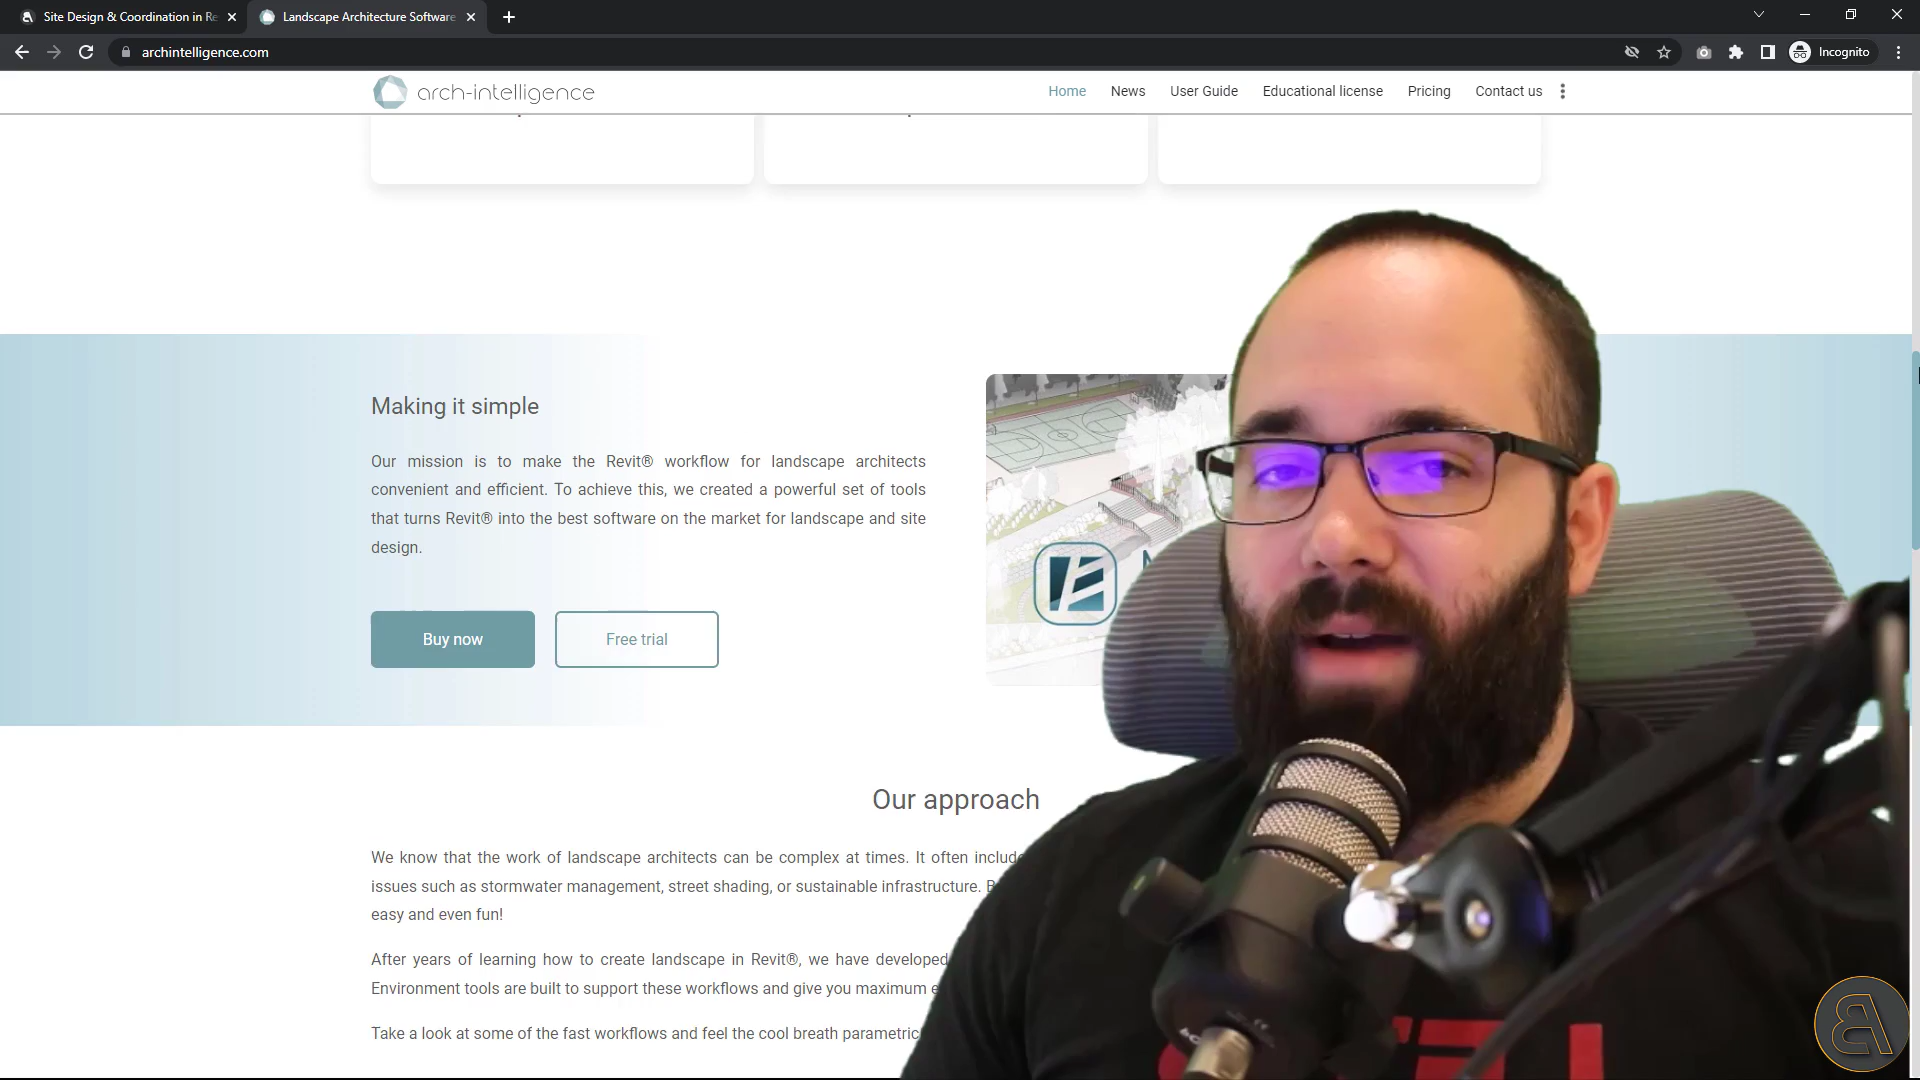 Site Design & Coordination in Re
Landscape Architecture Software
archintelligence.com
Incognito
arch-intelligence
Home
News
User Guide
Educational license
Pricing
Contact us
Making it simple
Our mission is to make the Revit® workflow for landscape architects
convenient and efficient. To achieve this, we created a powerful set of tools
that turns Revit® into the best software on the market for landscape and site
design.
Buy now
Free trial
Our approach
We know that the work of landscape architects can be complex at times. It often
issues such as stormwater management, street shading, or sustainable infrastructure.
easy and even fun!
After years of learning how to create landscape in Revit®, we have developed
Environment tools are built to support these workflows and give you maximum
Take a look at some of the fast workflows and feel the cool breath parametric